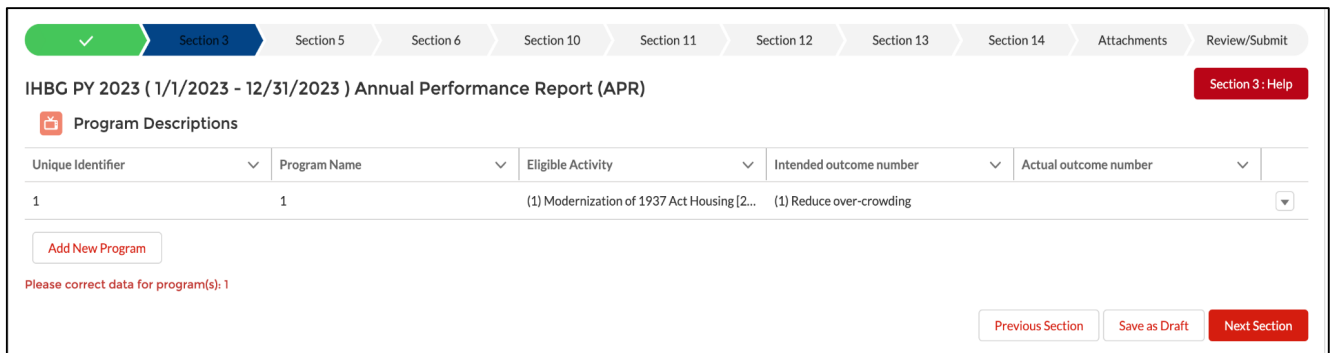 Section 3 Section 5 Section 6 Section 10 Section 11 Section 12 Section 13 Section 14 Attachments Review/Submit
IHBG PY 2023 ( 1/1/2023 - 12/31/2023 ) Annual Performance Report (APR) Section 3 : Help
Program Descriptions
Unique Identifier Program Name Eligible Activity Intended outcome number Actual outcome number
1 1 (1) Modernization of 1937 Act Housing [2... (1) Reduce over-crowding
Add New Program
Please correct data for program(s): 1
Previous Section Save as Draft Next Section